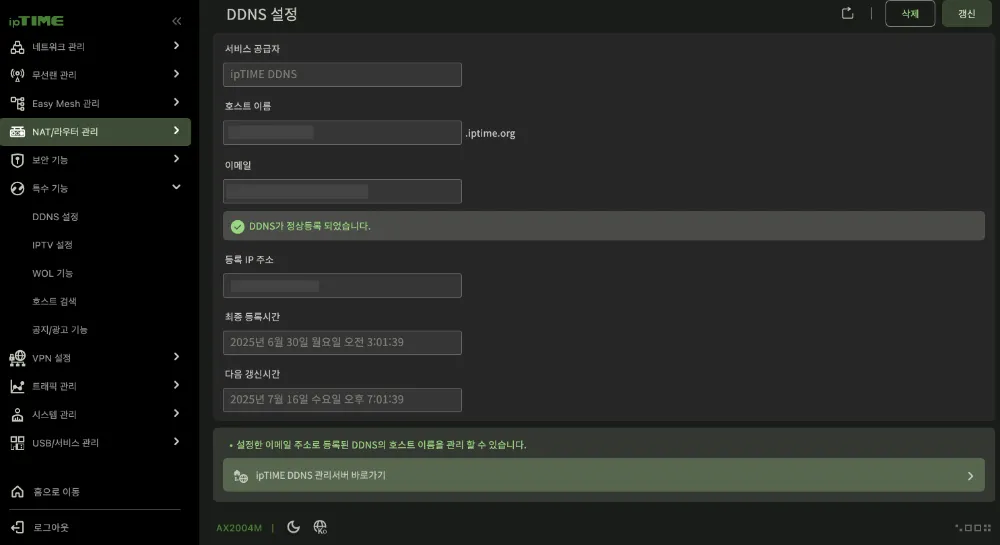 ipTIME
네트워크 관리
무선랜 관리
Easy Mesh 관리
NAT/라우터 관리
보안 기능
특수 기능
DDNS 설정
IPTV 설정
WOL 기능
호스트 검색
공지/광고 기능
VPN 설정
트래픽 관리
시스템 관리
USB/서비스 관리
홈으로 이동
로그아웃
DDNS 설정
삭제
갱신
서비스 공급자
ipTIME DDNS
호스트 이름
.iptime.org
이메일
DDNS가 정상등록 되었습니다.
등록 IP 주소
최종 등록시간
2025년 6월 30일 월요일 오전 3:01:39
다음 갱신시간
2025년 7월 16일 수요일 오후 7:01:39
• 설정한 이메일 주소로 등록된 DDNS의 호스트 이름을 관리 할 수 있습니다.
ipTIME DDNS 관리서버 바로가기
AX2004M |
Ko